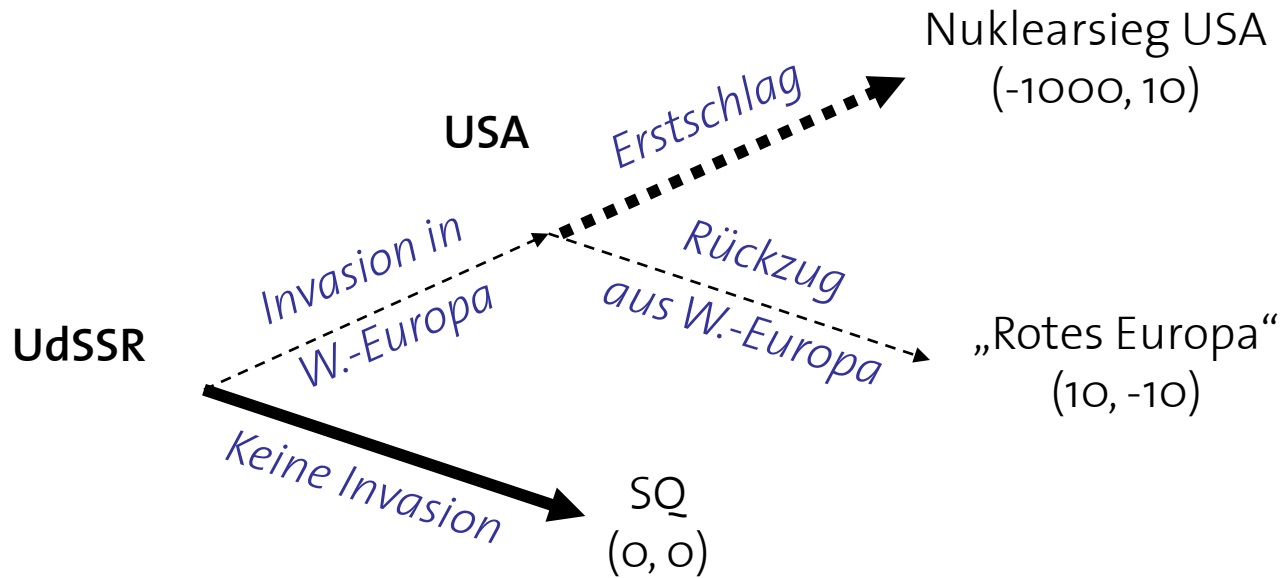 Nuklearsieg USA
(-1000, 10)
USA
Erstschlag
Invasion in
W.-Europa
Rückzug
aus W.-Europa
UdSSR
„Rotes Europa“
(10, -10)
Keine Invasion
SQ
(0, 0)